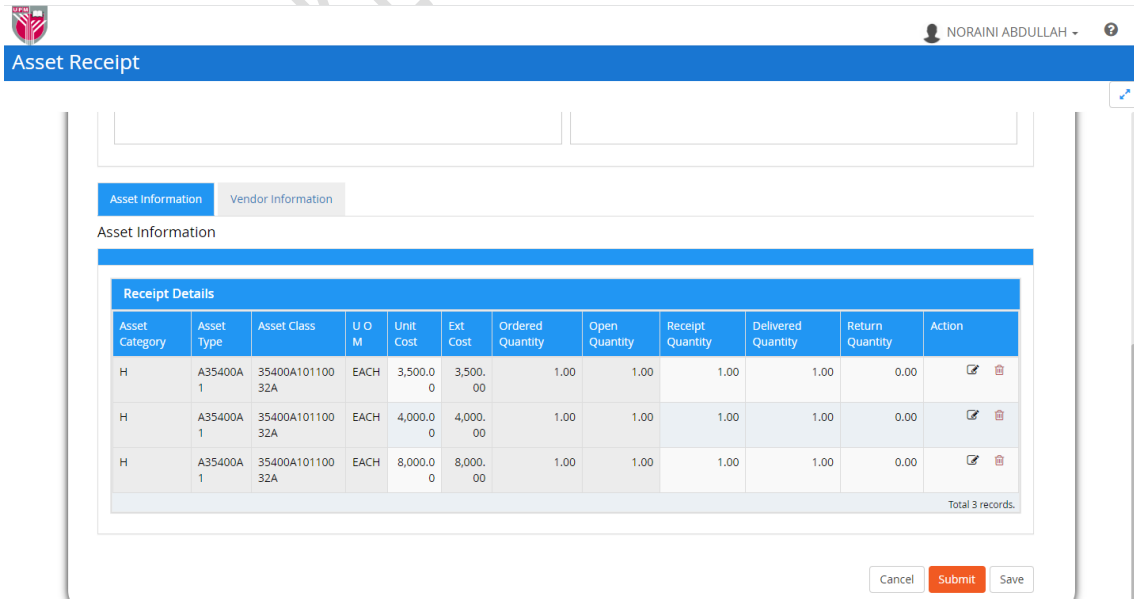 UPM
NORAINI ABDULLAH
Asset Receipt
Asset Information Vendor Information
Asset Information
Receipt Details
Asset Category Asset Type Asset Class U O M Unit Cost Ext Cost Ordered Quantity Open Quantity Receipt Quantity Delivered Quantity Return Quantity Action
H A35400A 35400A101100 EACH 3,500.0 3,500. 1.00 1.00 1.00 1.00 0.00
1 32A 0 00
H A35400A 35400A101100 EACH 4,000.0 4,000. 1.00 1.00 1.00 1.00 0.00
1 32A 0 00
H A35400A 35400A101100 EACH 8,000.0 8,000. 1.00 1.00 1.00 1.00 0.00
1 32A 0 00
Total 3 records.
Cancel Submit Save